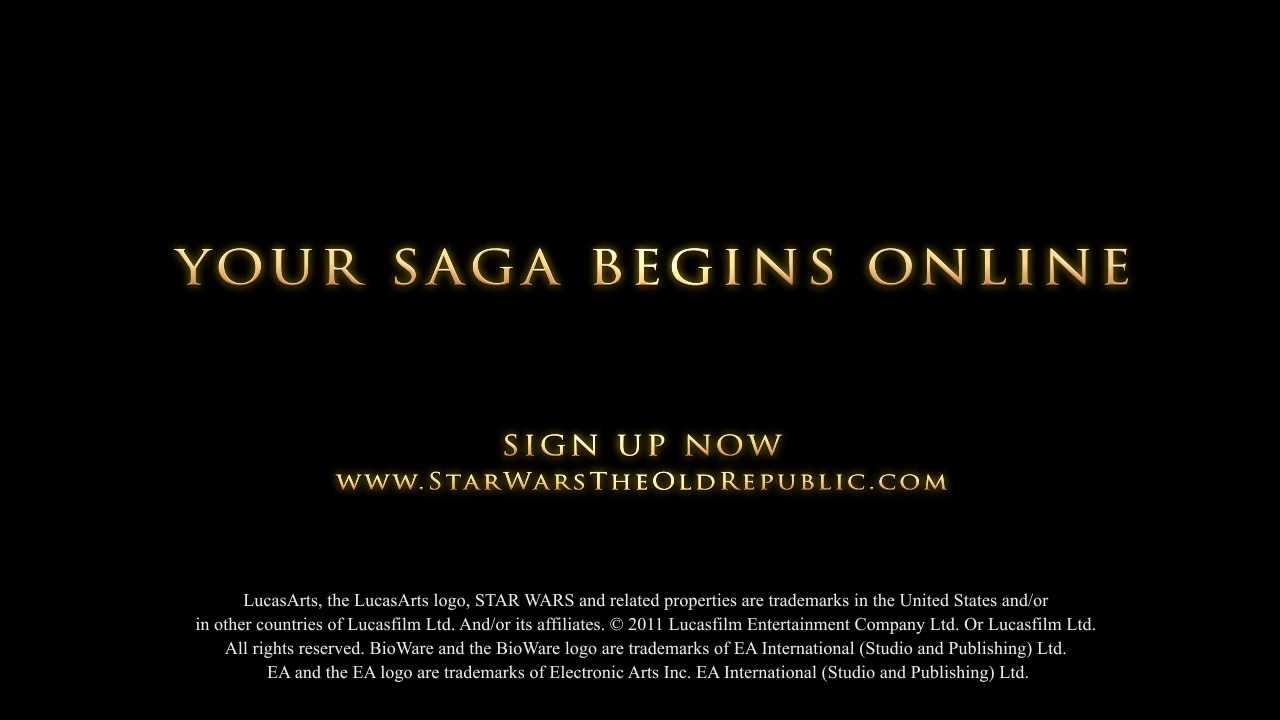 YOUR SAGA BEGINS ONLINE
SIGN UP NOW
www.StarWarsTheOldRepublic.com
LucasArts, the LucasArts logo, STAR WARS and related properties are trademarks in the United States and/or
in other countries of Lucasfilm Ltd. And/or its affiliates. © 2011 Lucasfilm Entertainment Company Ltd. Or Lucasfilm Ltd.
All rights reserved. BioWare and the BioWare logo are trademarks of EA International (Studio and Publishing) Ltd.
EA and the EA logo are trademarks of Electronic Arts Inc. EA International (Studio and Publishing) Ltd.